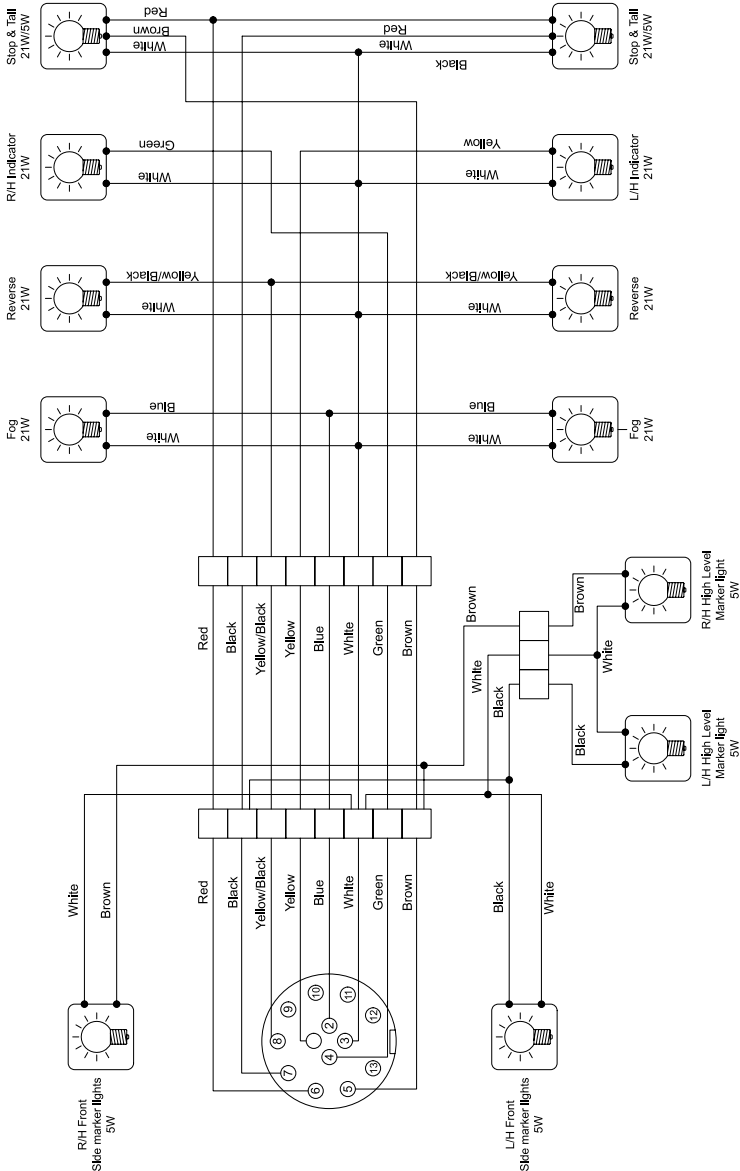 Stop & Tail
21W/5W
Red
Brown
White
Red
White
Black
Stop & Tail
21W/5W
R/H Indicator
21W
Green
White
Yellow
White
L/H Indicator
21W
Reverse
21W
Yellow/Black
White
Yellow/Black
White
Reverse
21W
Fog
21W
Blue
White
Blue
White
Fog
21W
Red
Black
Yellow/Black
Yellow
Blue
White
Green
Brown
Brown
White
Black
Brown
White
Black
R/H High Level
Marker light
5W
L/H High Level
Marker light
5W
White
Brown
Red
Black
Yellow/Black
Yellow
Blue
White
Green
Brown
Black
White
R/H Front
Side marker lights
5W
2
3
4
5
6
7
8
9
10
11
12
13
L/H Front
Side marker lights
5W